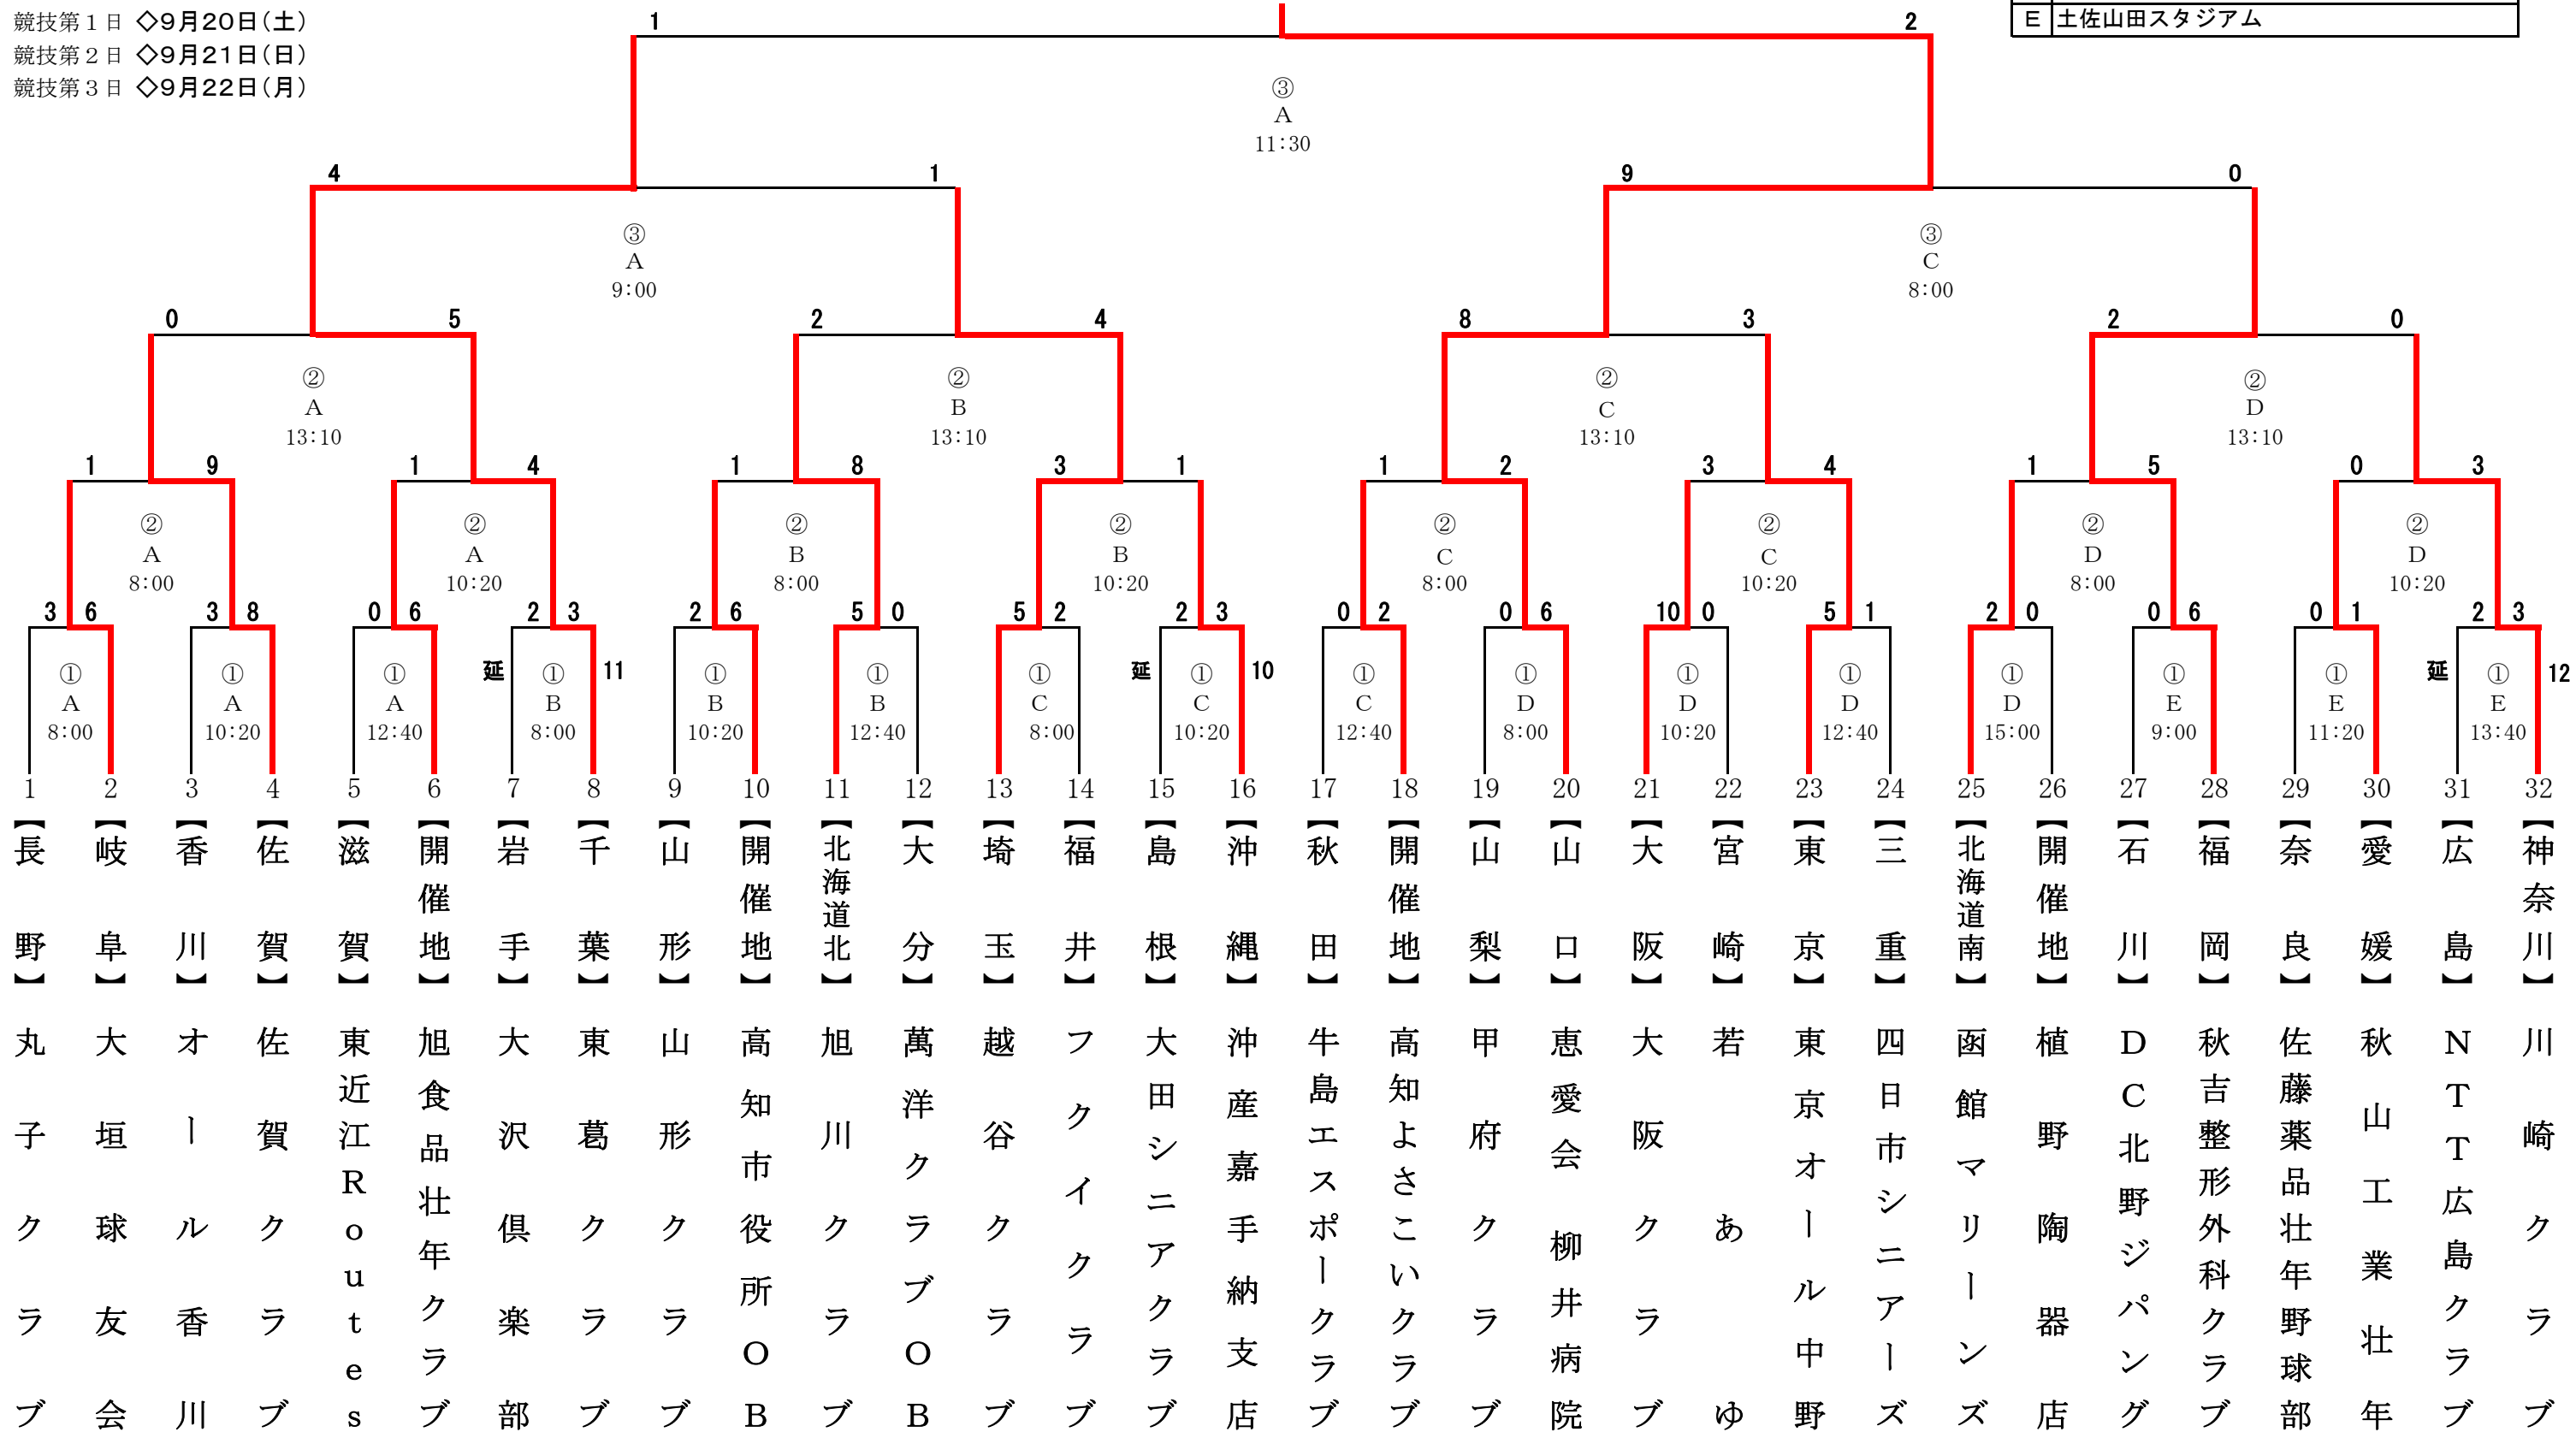 競技第1日 ◇9月20日(土)
競技第2日 ◇9月21日(日)
競技第3日 ◇9月22日(月)
E 土佐山田スタジアム
1 2
③
A
11:30
4 1 9 0
③ ③
A C
9:00 8:00
0 5 2 4 8 3 2 0
② ② ② ②
A B C D
13:10 13:10 13:10 13:10
1 9 1 4 1 8 3 1 1 2 3 4 1 5 0 3
② ② ② ② ② ② ② ②
A A B B C C D D
8:00 10:20 8:00 10:20 8:00 10:20 8:00 10:20
3 6 3 8 0 6 2 3 2 6 5 0 5 2 2 3 0 2 0 6 10 0 5 1 2 0 0 6 0 1 2 3
① ① ① 延 ① 11 ① ① ① 延 ① 10 ① ① ① ① ① ① ① 延 ① 12
A A A B B B C C C D D D D E E E
8:00 10:20 12:40 8:00 10:20 12:40 8:00 10:20 12:40 8:00 10:20 12:40 15:00 9:00 11:20 13:40
1 【長野】 丸子クラブ
2 【岐阜】 大垣球友会
3 【香川】 オール香川
4 【佐賀】 佐賀クラブ
5 【滋賀】 東近江Routes
6 【開催地】 旭食品壮年クラブ
7 【岩手】 大沢倶楽部
8 【千葉】 東葛クラブ
9 【山形】 山形クラブ
10 【開催地】 高知市役所OB
11 【北海道北】 旭川クラブ
12 【大分】 萬洋クラブOB
13 【埼玉】 越谷クラブ
14 【福井】 フクイクラブ
15 【島根】 大田シニアクラブ
16 【沖縄】 沖産嘉手納支店
17 【秋田】 牛島エスポークラブ
18 【開催地】 高知よさこいクラブ
19 【山梨】 甲府クラブ
20 【山口】 恵愛会 柳井病院
21 【大阪】 大阪クラブ
22 【宮崎】 若あゆ
23 【東京】 東京オール中野
24 【三重】 四日市シニアーズ
25 【北海道南】 函館マリーンズ
26 【開催地】 植野陶器店
27 【石川】 DC北野ジパング
28 【福岡】 秋吉整形外科クラブ
29 【奈良】 佐藤薬品壮年野球部
30 【愛媛】 秋山工業壮年
31 【広島】 NTT広島クラブ
32 【神奈川】 川崎クラブ